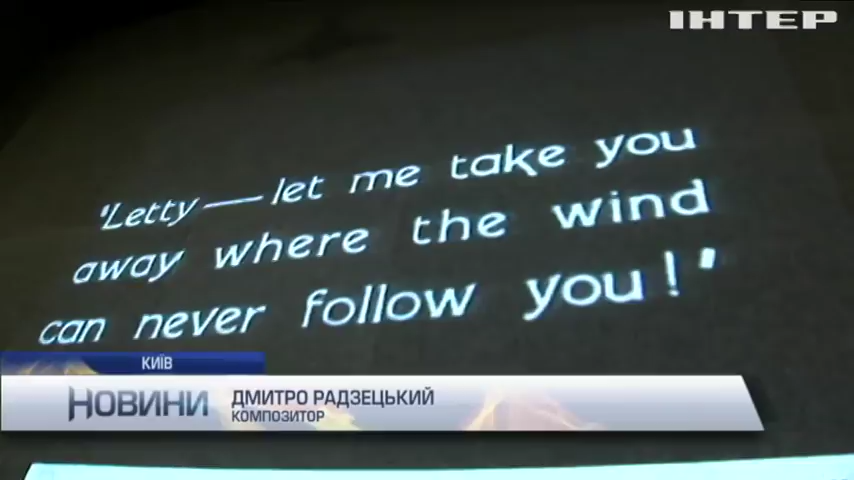 ІНТЕР
"Letty — let me take you
away where the wind
can never follow you!"
КИЇВ
НОВИНИ
ДМИТРО РАДЗЕЦЬКИЙ
КОМПОЗИТОР